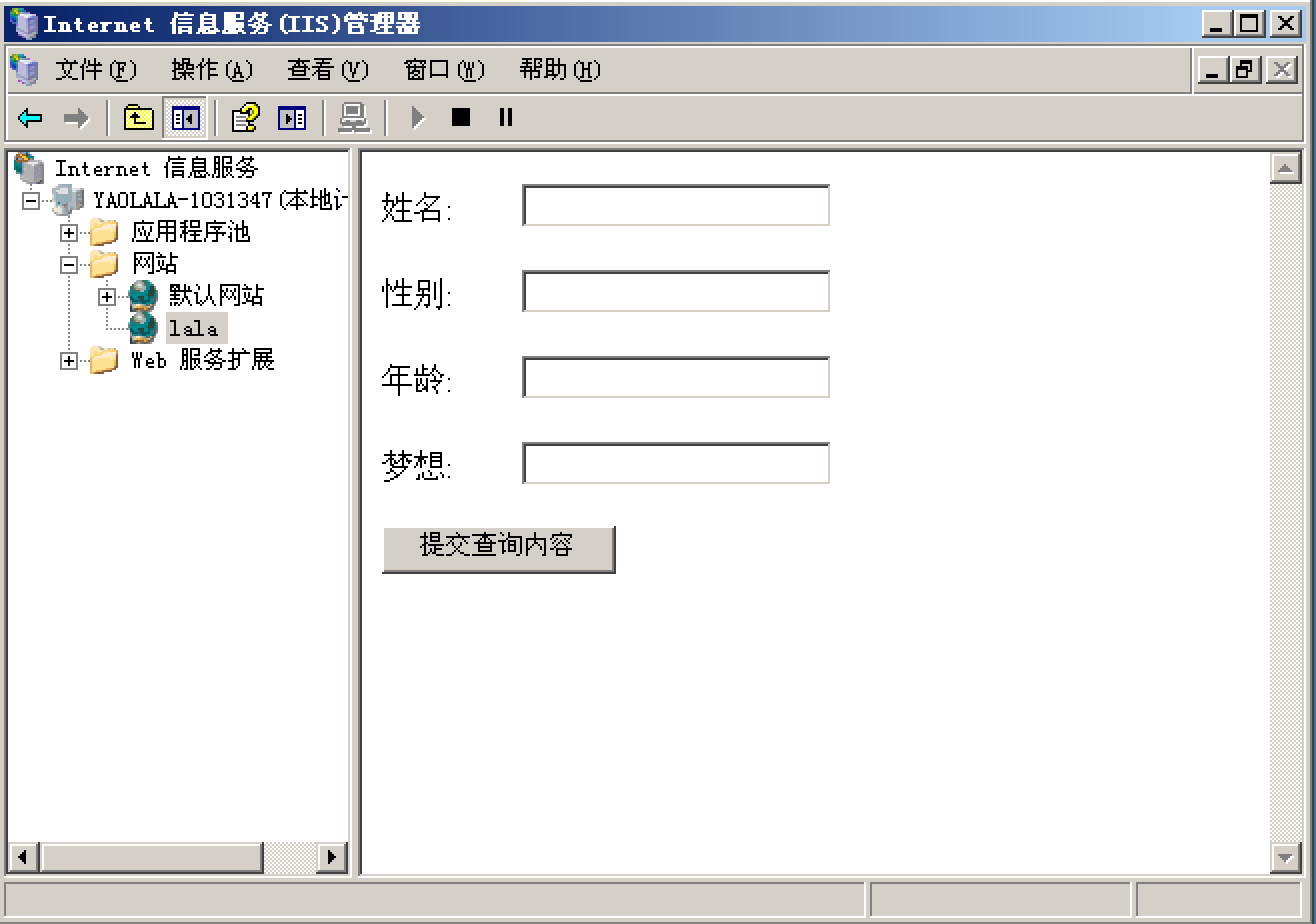 Internet 信息服务(IIS)管理器
文件(F) 操作(A) 查看(V) 窗口(W) 帮助(H)
Internet 信息服务
YAOLALA-1031347(本地计
应用程序池
网站
默认网站
lala
Web 服务扩展
姓名:
性别:
年龄:
梦想:
提交查询内容